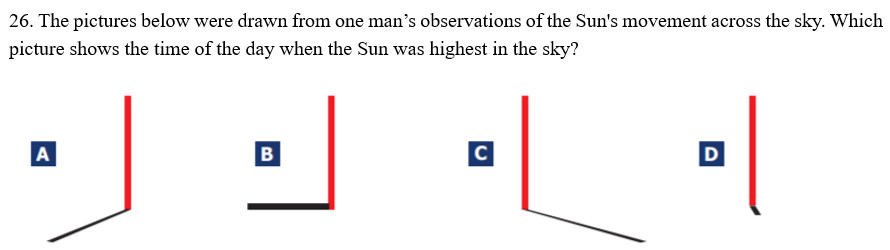 26. The pictures below were drawn from one man’s observations of the Sun's movement across the sky. Which
picture shows the time of the day when the Sun was highest in the sky?
A B C D